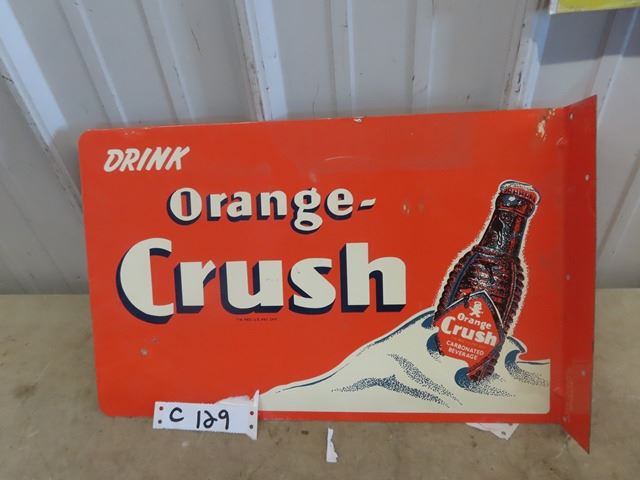 DRINK
Orange-
Crush
Orange
Crush
CARBONATED
BEVERAGE
C 129